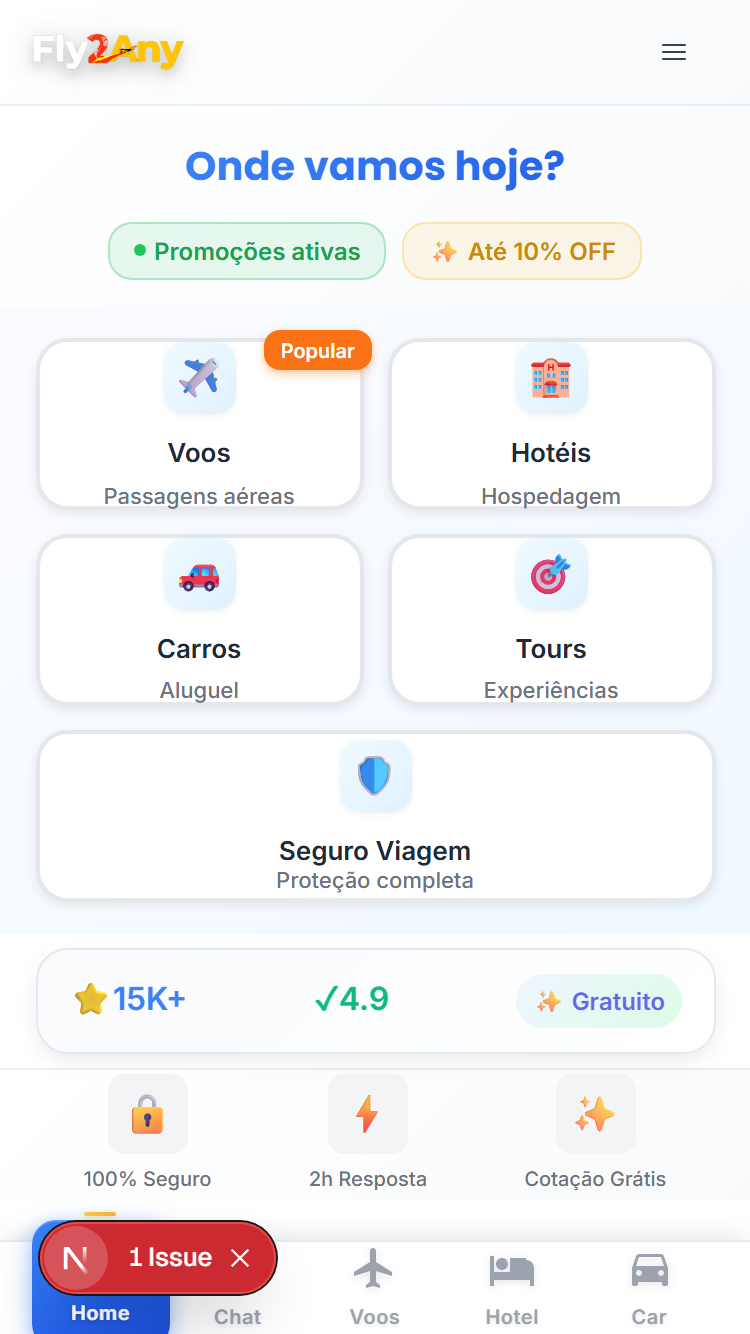 Fly2Any
Onde vamos hoje?
Promoções ativas
Até 10% OFF
Popular
Voos
Hotéis
Passagens aéreas
Hospedagem
Carros
Tours
Aluguel
Experiências
Seguro Viagem
Proteção completa
15K+
✓4.9
Gratuito
100% Seguro
2h Resposta
Cotação Grátis
N
1 Issue
Home
Chat
Voos
Hotel
Car